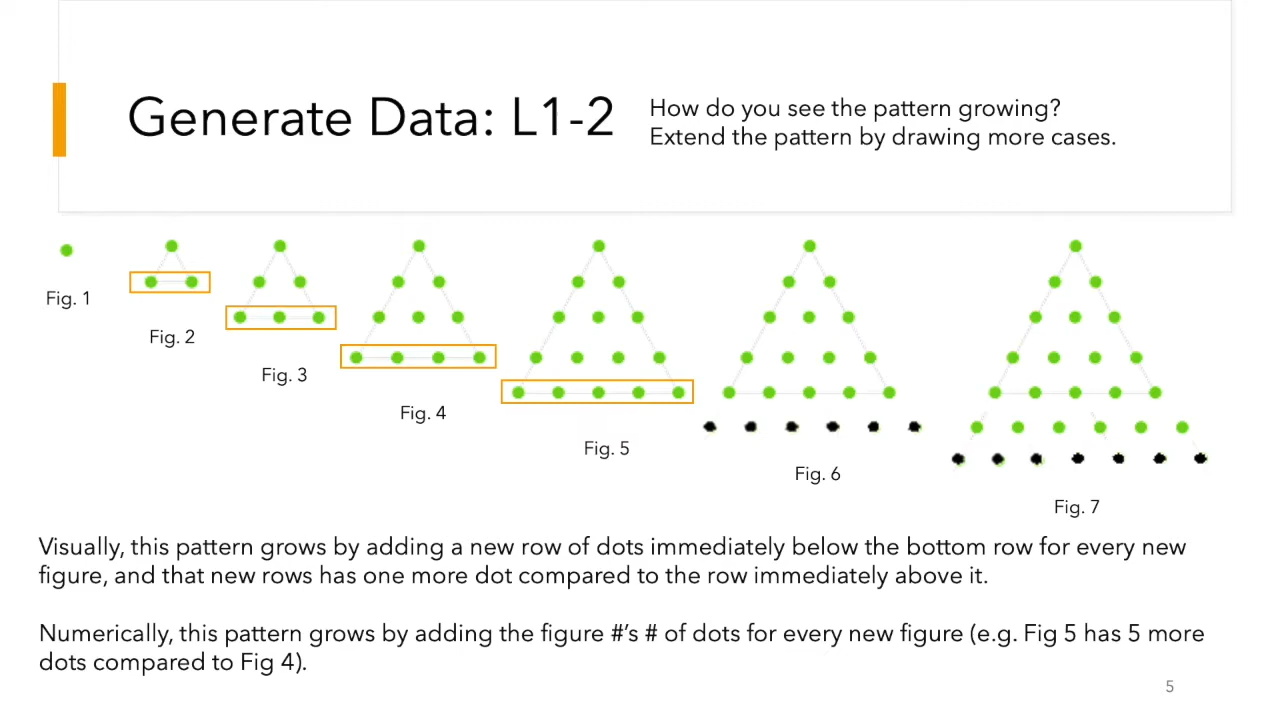 Generate Data: L1-2
How do you see the pattern growing?
Extend the pattern by drawing more cases.
Fig. 1
Fig. 2
Fig. 3
Fig. 4
Fig. 5
Fig. 6
Fig. 7
Visually, this pattern grows by adding a new row of dots immediately below the bottom row for every new
figure, and that new rows has one more dot compared to the row immediately above it.
Numerically, this pattern grows by adding the figure #’s # of dots for every new figure (e.g. Fig 5 has 5 more
dots compared to Fig 4).
5